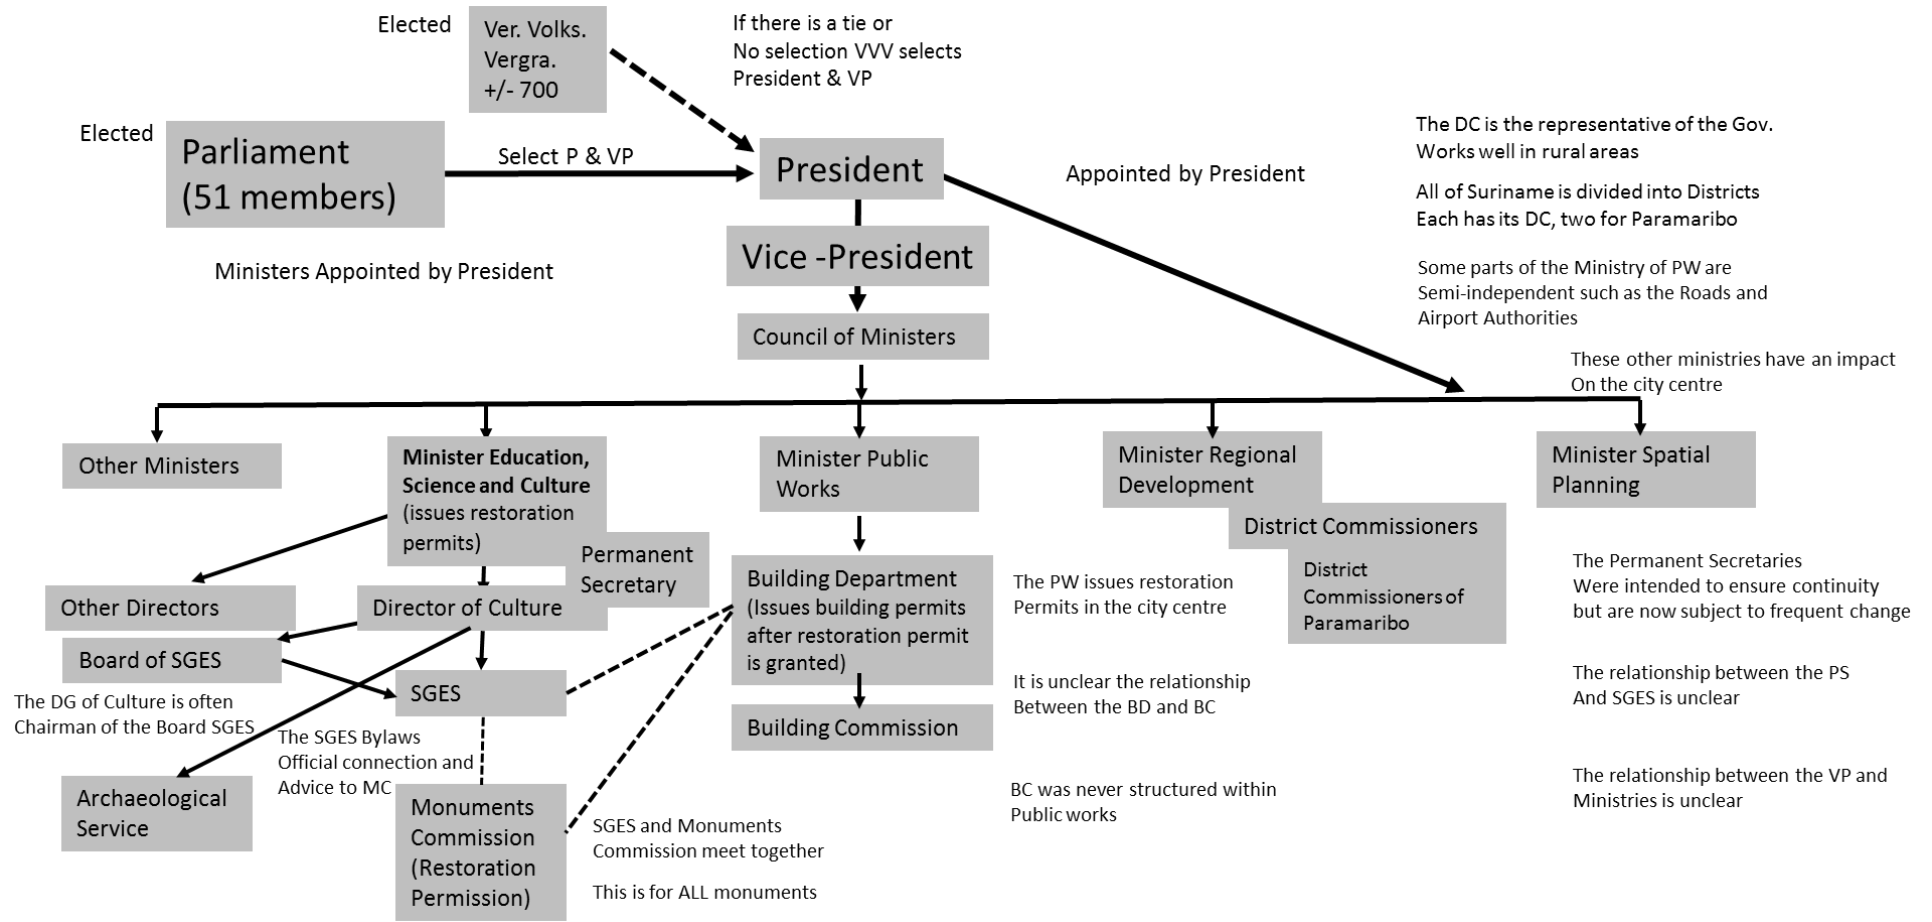 Elected
Ver. Volks.
Vergra.
+/- 700
If there is a tie or
No selection VVV selects
President & VP
Elected
Parliament
(51 members)
Select P & VP
President
Appointed by President
The DC is the representative of the Gov.
Works well in rural areas
All of Suriname is divided into Districts
Each has its DC, two for Paramaribo
Vice -President
Ministers Appointed by President
Some parts of the Ministry of PW are
Semi-independent such as the Roads and
Airport Authorities
Council of Ministers
These other ministries have an impact
On the city centre
Other Ministers
Minister Education,
Science and Culture
(issues restoration
permits)
Minister Public
Works
Minister Regional
Development
Minister Spatial
Planning
District Commissioners
District
Commissioners of
Paramaribo
Permanent
Secretary
Other Directors
Director of Culture
Building Department
(Issues building permits
after restoration permit
is granted)
The PW issues restoration
Permits in the city centre
The Permanent Secretaries
Were intended to ensure continuity
but are now subject to frequent change
Board of SGES
SGES
The DG of Culture is often
Chairman of the Board SGES
It is unclear the relationship
Between the BD and BC
The relationship between the PS
And SGES is unclear
Building Commission
The SGES Bylaws
Official connection and
Advice to MC
Archaeological
Service
Monuments
Commission
(Restoration
Permission)
SGES and Monuments
Commission meet together
This is for ALL monuments
BC was never structured within
Public works
The relationship between the VP and
Ministries is unclear